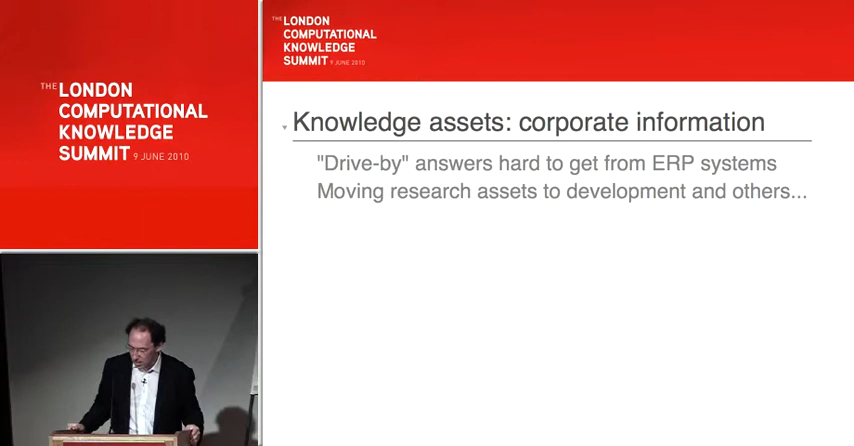 THE LONDON
COMPUTATIONAL
KNOWLEDGE
SUMMIT 9 JUNE 2010
THE LONDON
COMPUTATIONAL
KNOWLEDGE
SUMMIT 9 JUNE 2010
Knowledge assets: corporate information
"Drive-by" answers hard to get from ERP systems
Moving research assets to development and others...